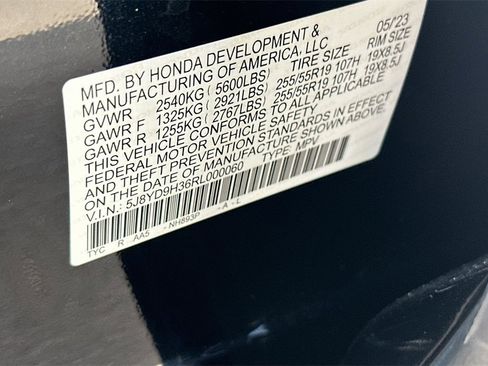 MFD. BY HONDA DEVELOPMENT & 05/23
MANUFACTURING OF AMERICA, LLC
TIRE SIZE RIM SIZE
GVWR 2540KG ( 5600LBS)
GAWR F 1325KG ( 2921LBS) 255/55R19 107H 19X8.5J
GAWR R 1255KG ( 2767LBS) 255/55R19 107H 19X8.5J
THIS VEHICLE CONFORMS TO ALL APPLICABLE
FEDERAL MOTOR VEHICLE SAFETY
AND THEFT PREVENTION STANDARDS IN EFFECT
ON THE DATE OF MANUFACTURE SHOWN ABOVE.
V.I.N.: 5J8YD9H36RL000060 TYPE: MPV
TYC R AA5 -NH893P -A -L